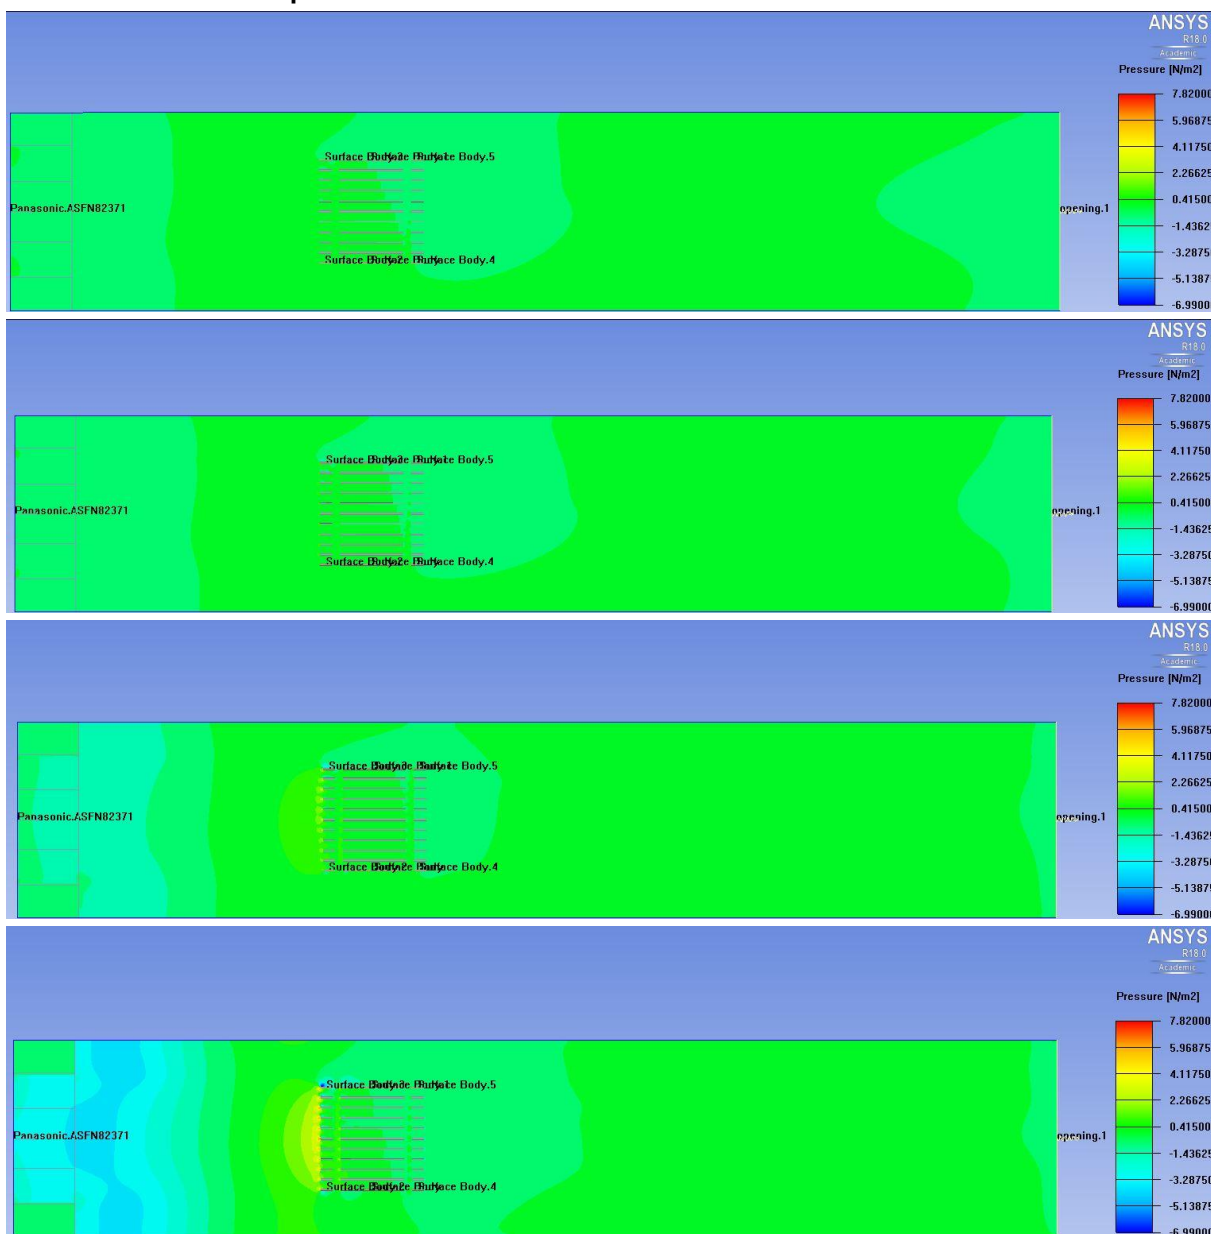 ANSYS
R18.0
Academic
Pressure [N/m2]
7.82000
5.96875
4.11750
2.26625
0.41500
-1.43625
-3.28750
-5.13875
-6.99000
Surface Body.5
Panasonic.ASFN82371
opening.1
Surface Body.4
ANSYS
R18.0
Academic
Pressure [N/m2]
7.82000
5.96875
4.11750
2.26625
0.41500
-1.43625
-3.28750
-5.13875
-6.99000
Surface Body.5
Panasonic.ASFN82371
opening.1
Surface Body.4
ANSYS
R18.0
Academic
Pressure [N/m2]
7.82000
5.96875
4.11750
2.26625
0.41500
-1.43625
-3.28750
-5.13875
-6.99000
Surface Body.5
Panasonic.ASFN82371
opening.1
Surface Body.4
ANSYS
R18.0
Academic
Pressure [N/m2]
7.82000
5.96875
4.11750
2.26625
0.41500
-1.43625
-3.28750
-5.13875
-6.99000
Surface Body.5
Panasonic.ASFN82371
opening.1
Surface Body.4